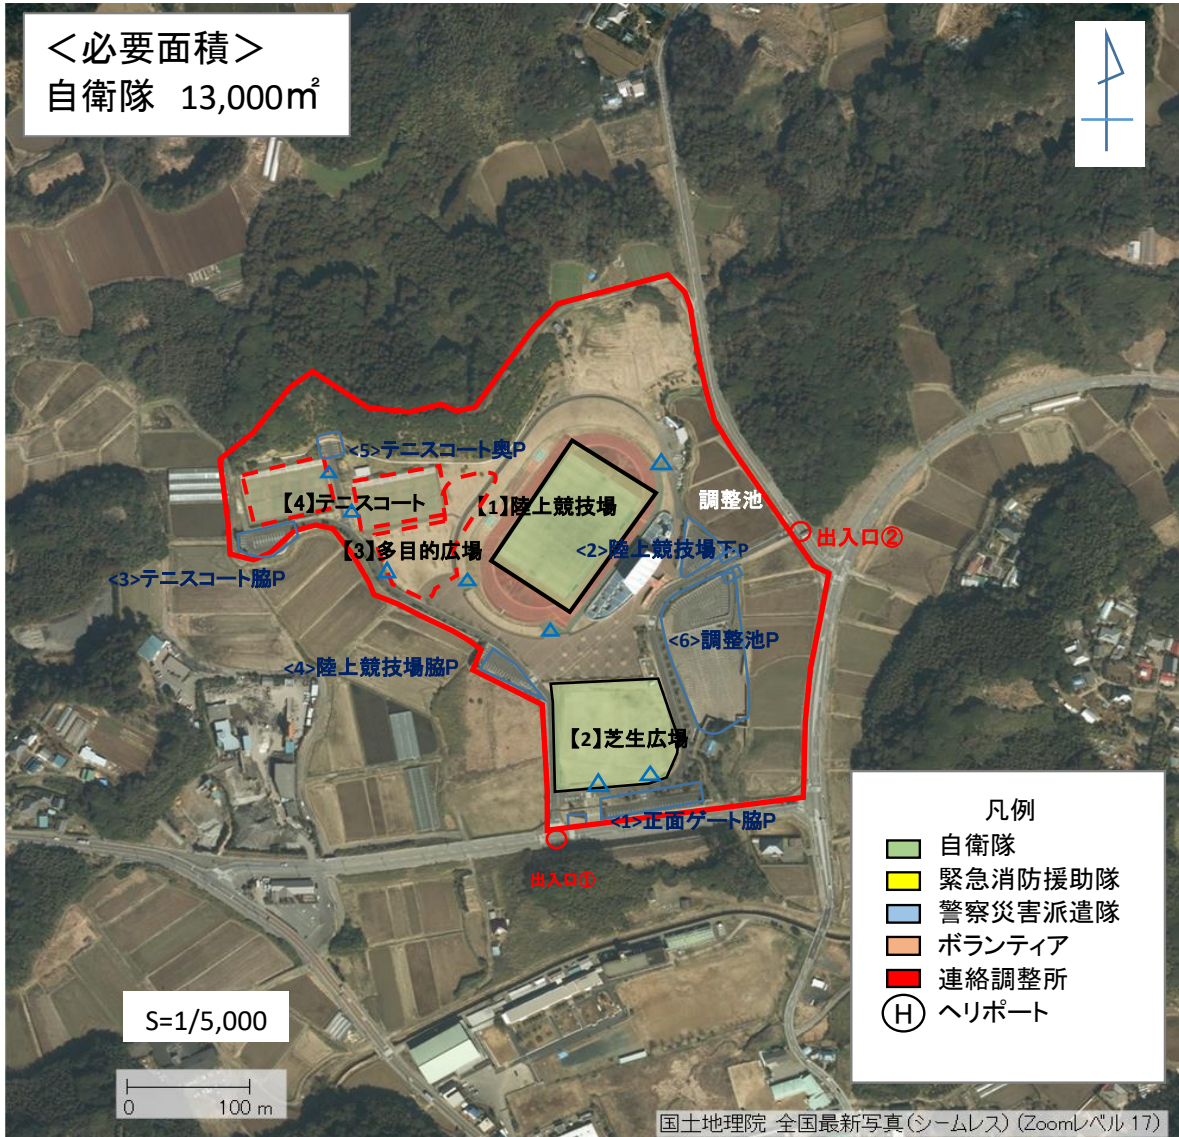 ＜必要面積＞
自衛隊 13,000㎡
<5>テニスコート奥P
【4】テニスコート
【1】陸上競技場
調整池
出入口②
【3】多目的広場
<2>陸上競技場下P
<3>テニスコート脇P
<6>調整池P
<4>陸上競技場脇P
【2】芝生広場
<1>正面ゲート脇P
出入口①
凡例
自衛隊
緊急消防援助隊
警察災害派遣隊
ボランティア
連絡調整所
H ヘリポート
S=1/5,000
0 100 m
国土地理院 全国最新写真(シームレス) (Zoomレベル 17)